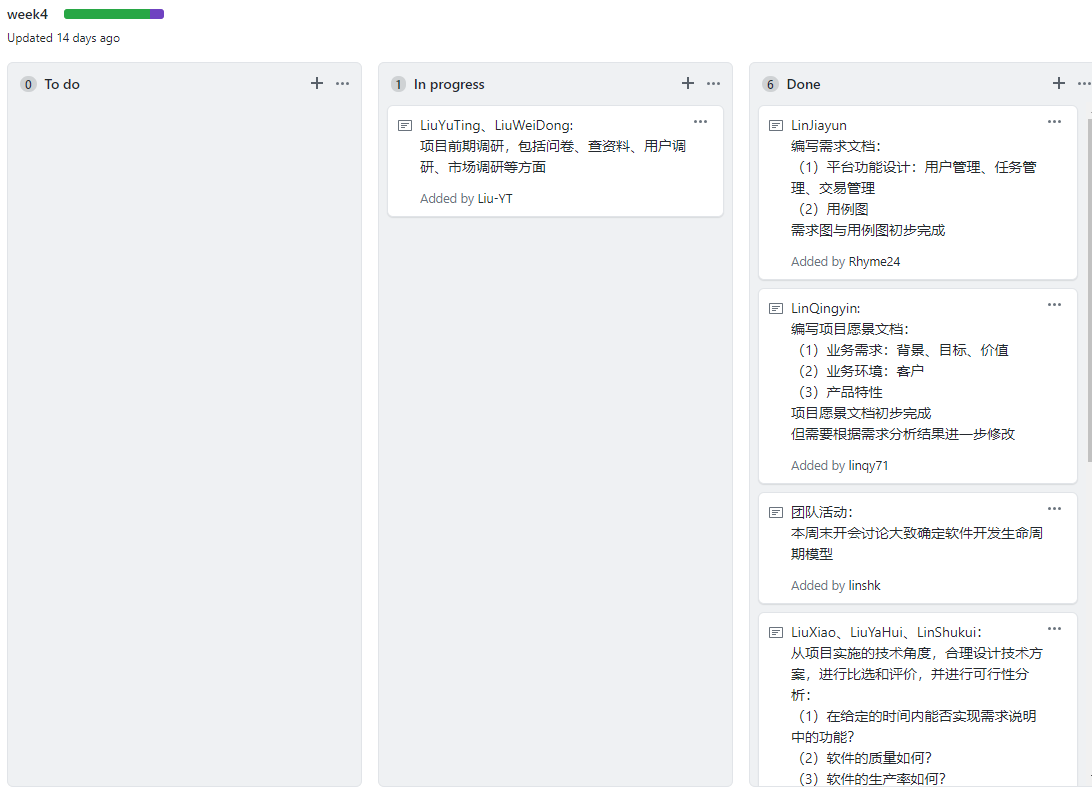 week4
Updated 14 days ago
0 To do
1 In progress
LiuYuTing、LiuWeiDong:
项目前期调研，包括问卷、查资料、用户调
研、市场调研等方面
Added by Liu-YT
6 Done
LinJiayun
编写需求文档：
（1）平台功能设计：用户管理、任务管
理、交易管理
（2）用例图
需求图与用例图初步完成
Added by Rhyme24
LinQingyin:
编写项目愿景文档：
（1）业务需求：背景、目标、价值
（2）业务环境：客户
（3）产品特性
项目愿景文档初步完成
但需要根据需求分析结果进一步修改
Added by linqy71
团队活动：
本周末开会讨论大致确定软件开发生命周
期模型
Added by linshk
LiuXiao、LiuYaHui、LinShukui：
从项目实施的技术角度，合理设计技术方
案，进行比选和评价，并进行可行性分
析：
（1）在给定的时间内能否实现需求说明
中的功能？
（2）软件的质量如何？
（3）软件的生产率如何？